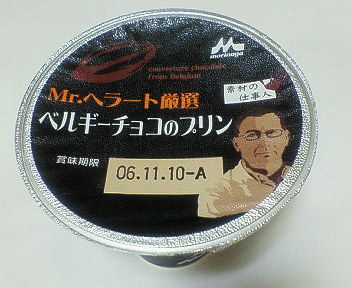 couverture chocolate
from Belgium
morinaga
素材の
仕事人
Mr.ヘラート厳選
ベルギーチョコのプリン
賞味期限
06.11.10-A